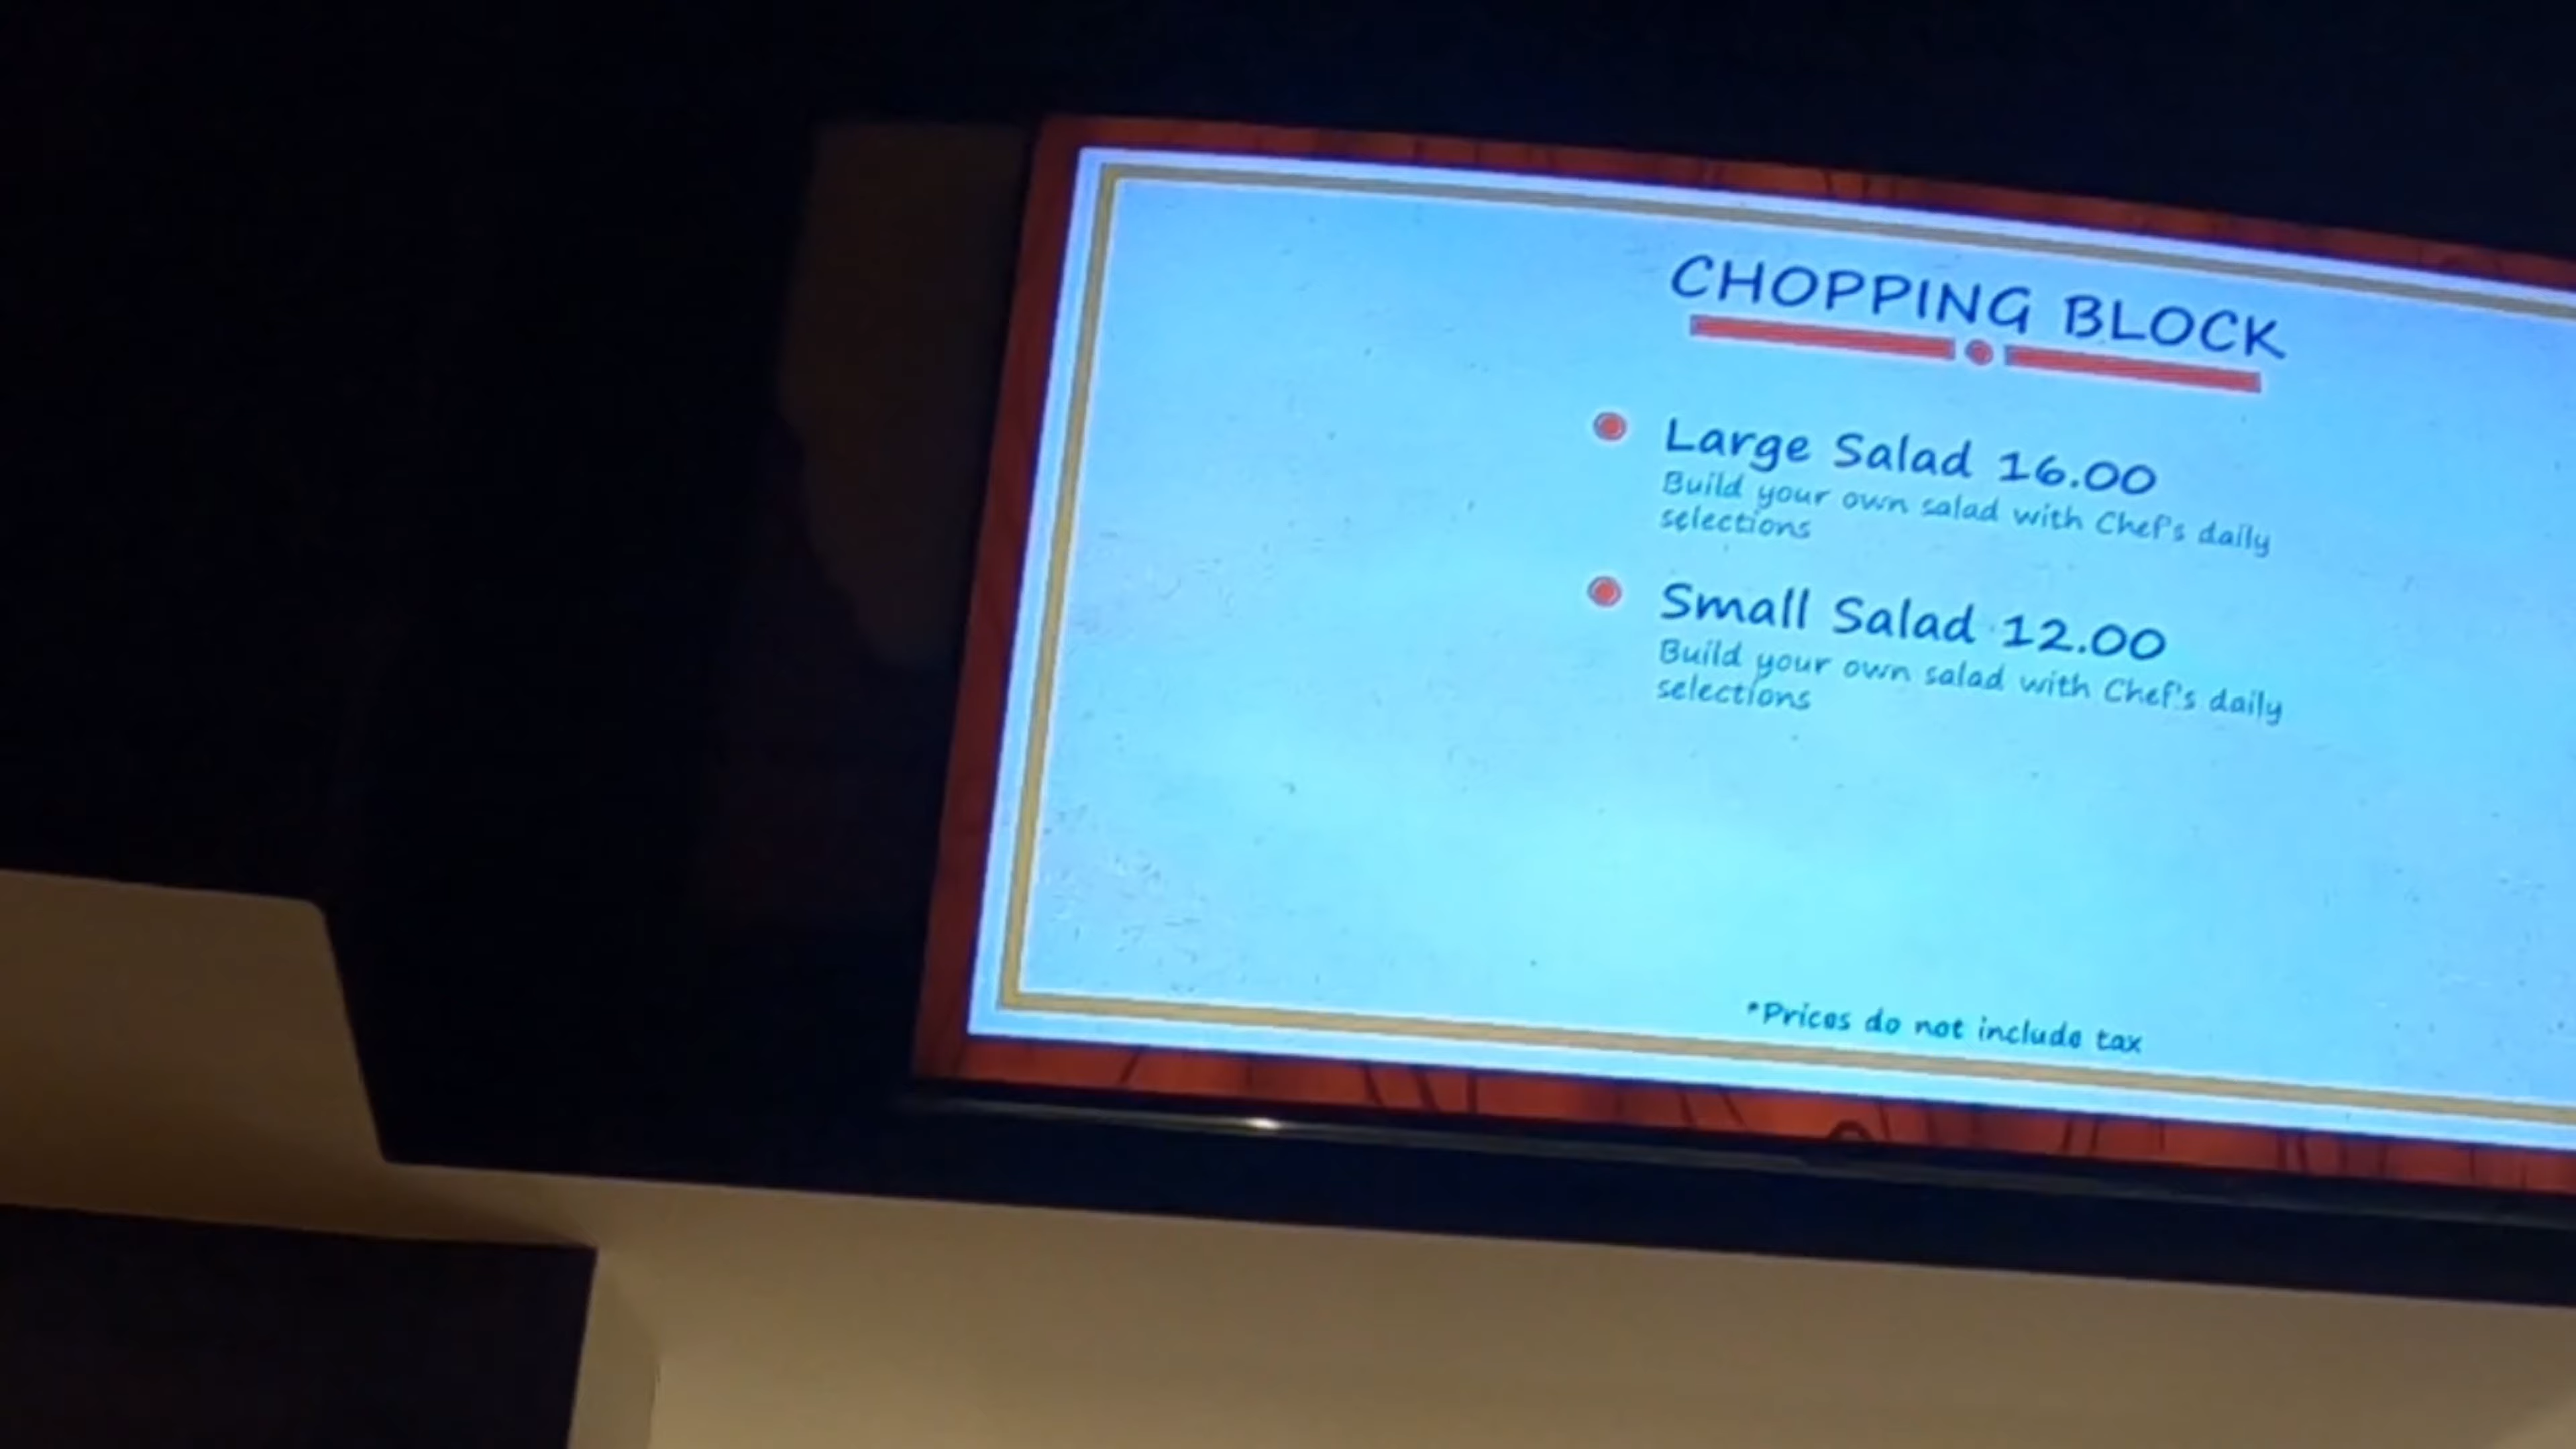 CHOPPING BLOCK
Large Salad 16.00
Build your own salad with Chef's daily
selections
Small Salad 12.00
Build your own salad with Chef's daily
selections
*Prices do not include tax